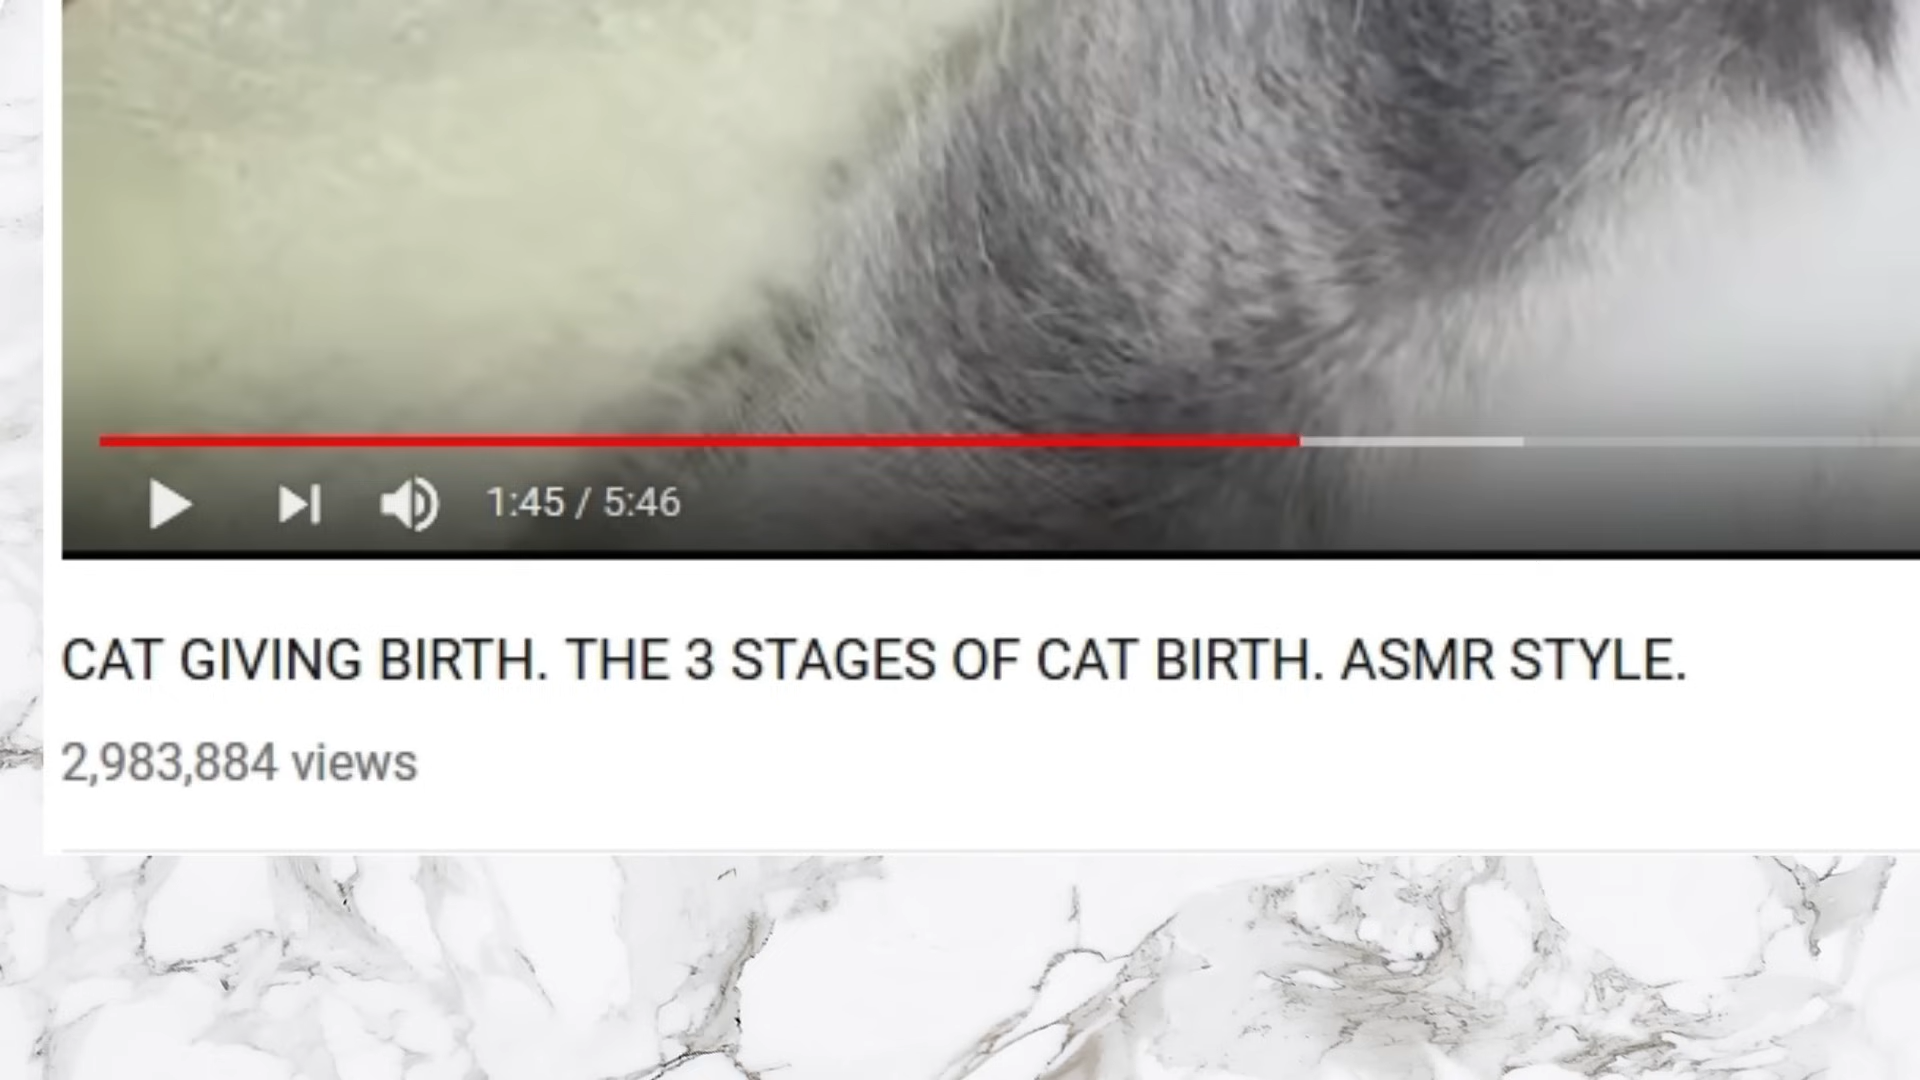 1:45 / 5:46
CAT GIVING BIRTH. THE 3 STAGES OF CAT BIRTH. ASMR STYLE.
2,983,884 views